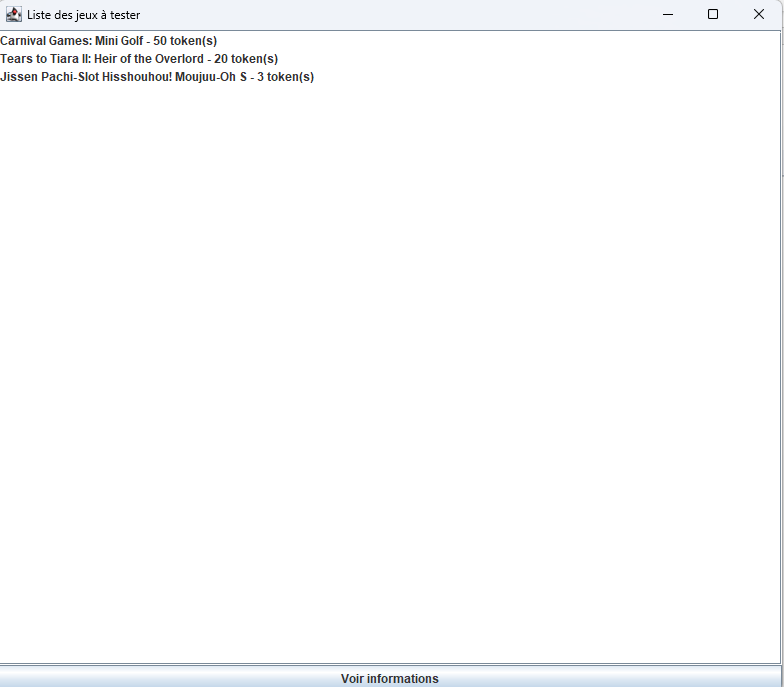 Liste des jeux à tester
Carnival Games: Mini Golf - 50 token(s)
Tears to Tiara II: Heir of the Overlord - 20 token(s)
Jissen Pachi-Slot Hisshouhou! Moujuu-Oh S - 3 token(s)
Voir informations